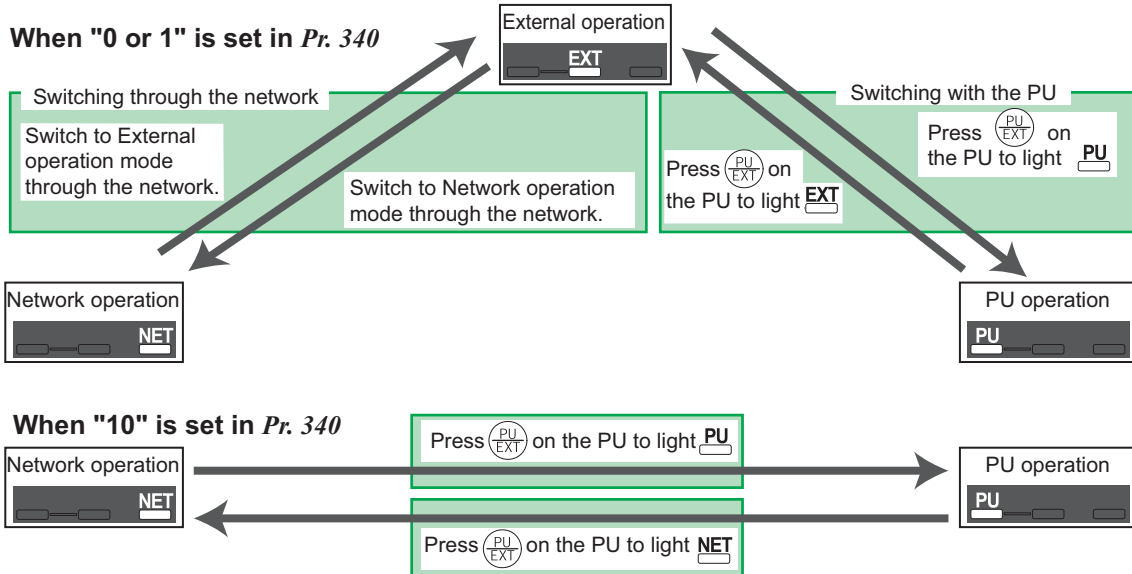 When "0 or 1" is set in Pr. 340
External operation
EXT
Switching through the network
Switch to External
operation mode
through the network.
Switch to Network operation
mode through the network.
Switching with the PU
Press PU/EXT on
the PU to light PU
Press PU/EXT on
the PU to light EXT
Network operation
NET
PU operation
PU
When "10" is set in Pr. 340
Network operation
NET
Press PU/EXT on the PU to light PU
Press PU/EXT on the PU to light NET
PU operation
PU